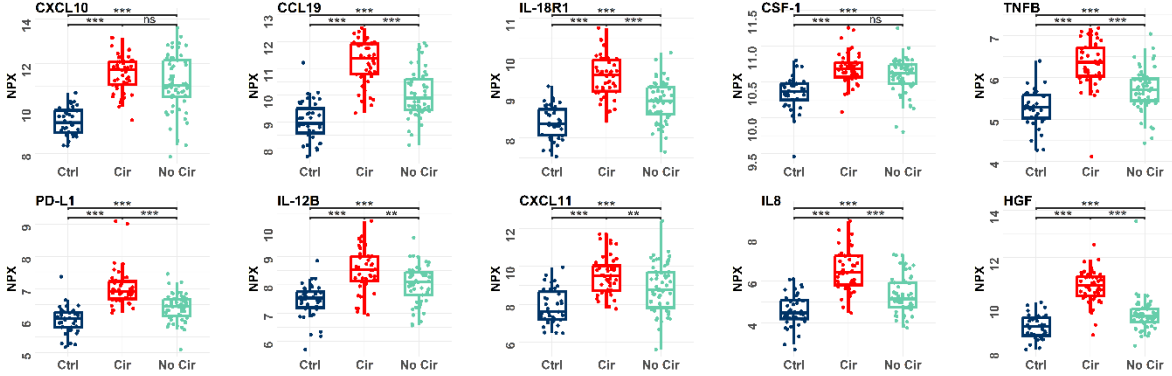 CXCL10
***
*** ns
NPX
12
10
8
Ctrl Cir No Cir
CCL19
***
*** ***
NPX
13
12
11
10
9
8
Ctrl Cir No Cir
IL-18R1
***
*** ***
NPX
10
9
8
Ctrl Cir No Cir
CSF-1
***
*** ns
NPX
11.5
11.0
10.5
10.0
9.5
Ctrl Cir No Cir
TNFB
***
*** ***
NPX
7
6
5
4
Ctrl Cir No Cir
PD-L1
***
*** ***
NPX
9
8
7
6
5
Ctrl Cir No Cir
IL-12B
***
*** **
NPX
10
9
8
7
6
Ctrl Cir No Cir
CXCL11
***
*** **
NPX
12
10
8
6
Ctrl Cir No Cir
IL8
***
*** ***
NPX
8
6
4
Ctrl Cir No Cir
HGF
***
*** ***
NPX
14
12
10
8
Ctrl Cir No Cir